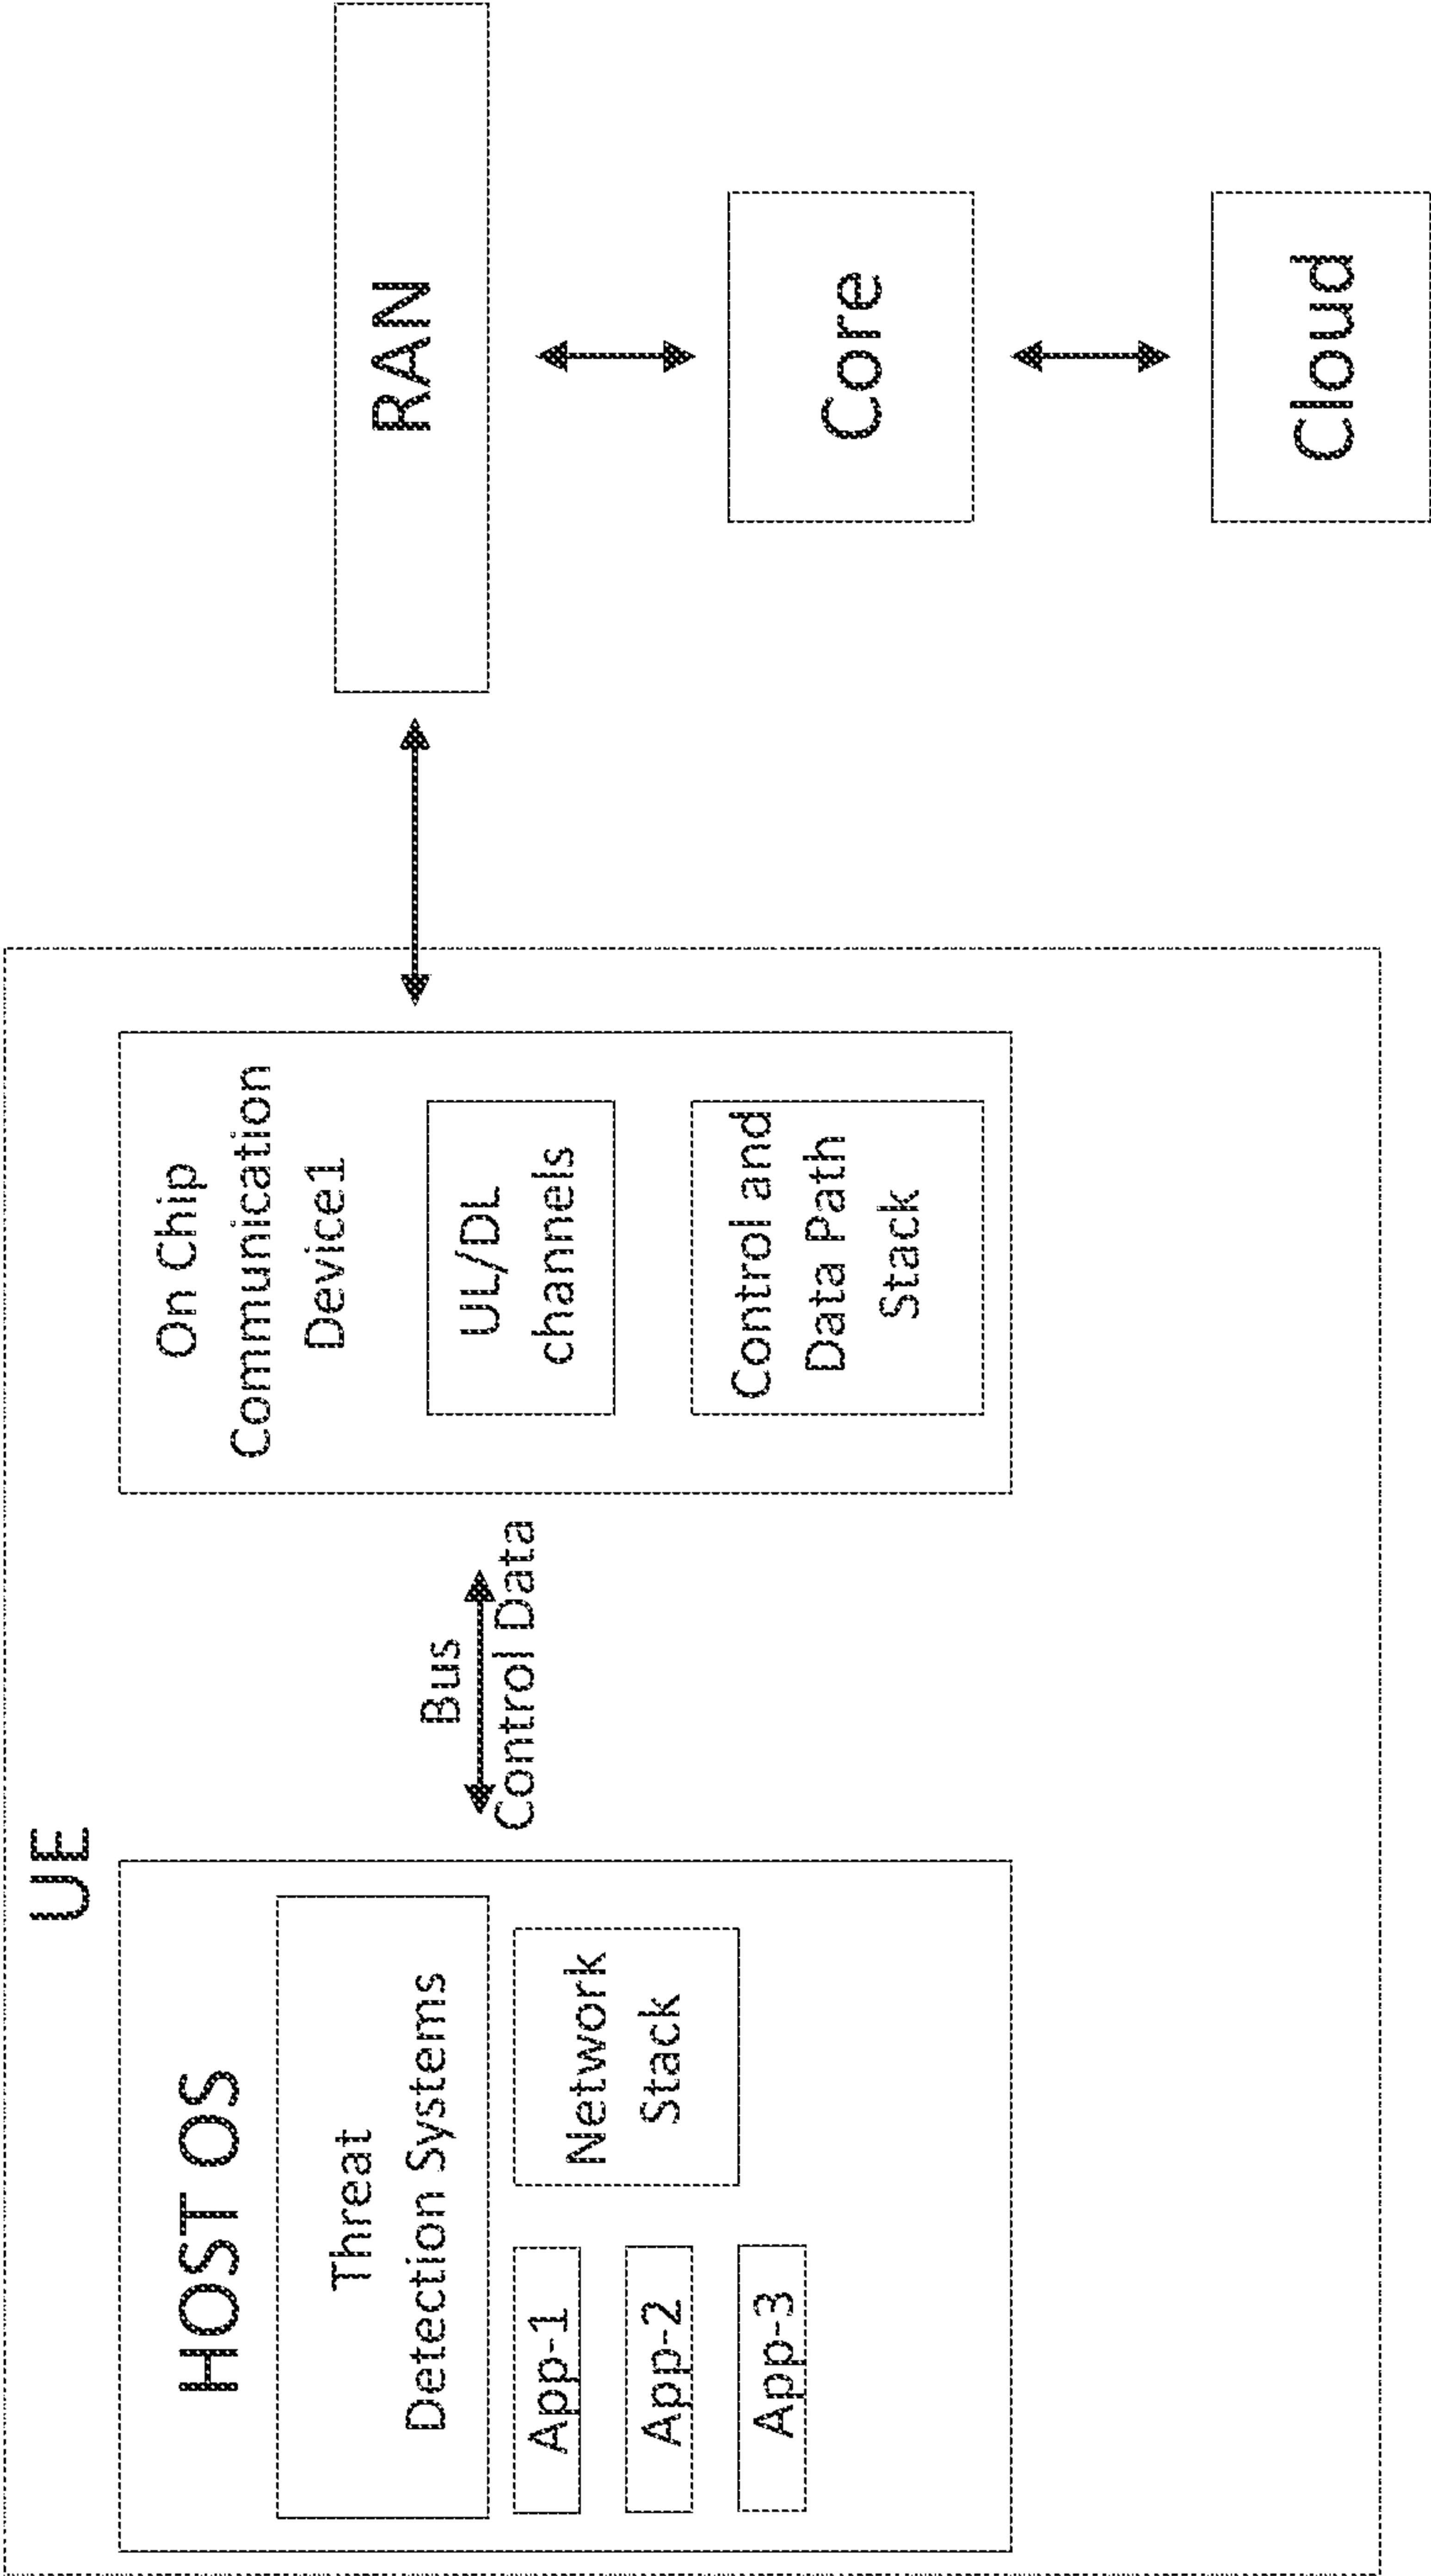 UE
HOST OS
Threat
Detection Systems
App-1
App-2
App-3
Network
Stack
Bus
Control Data
On Chip
Communication
Device1
UL/DL
channels
Control and
Data Path
Stack
RAN
Core
Cloud